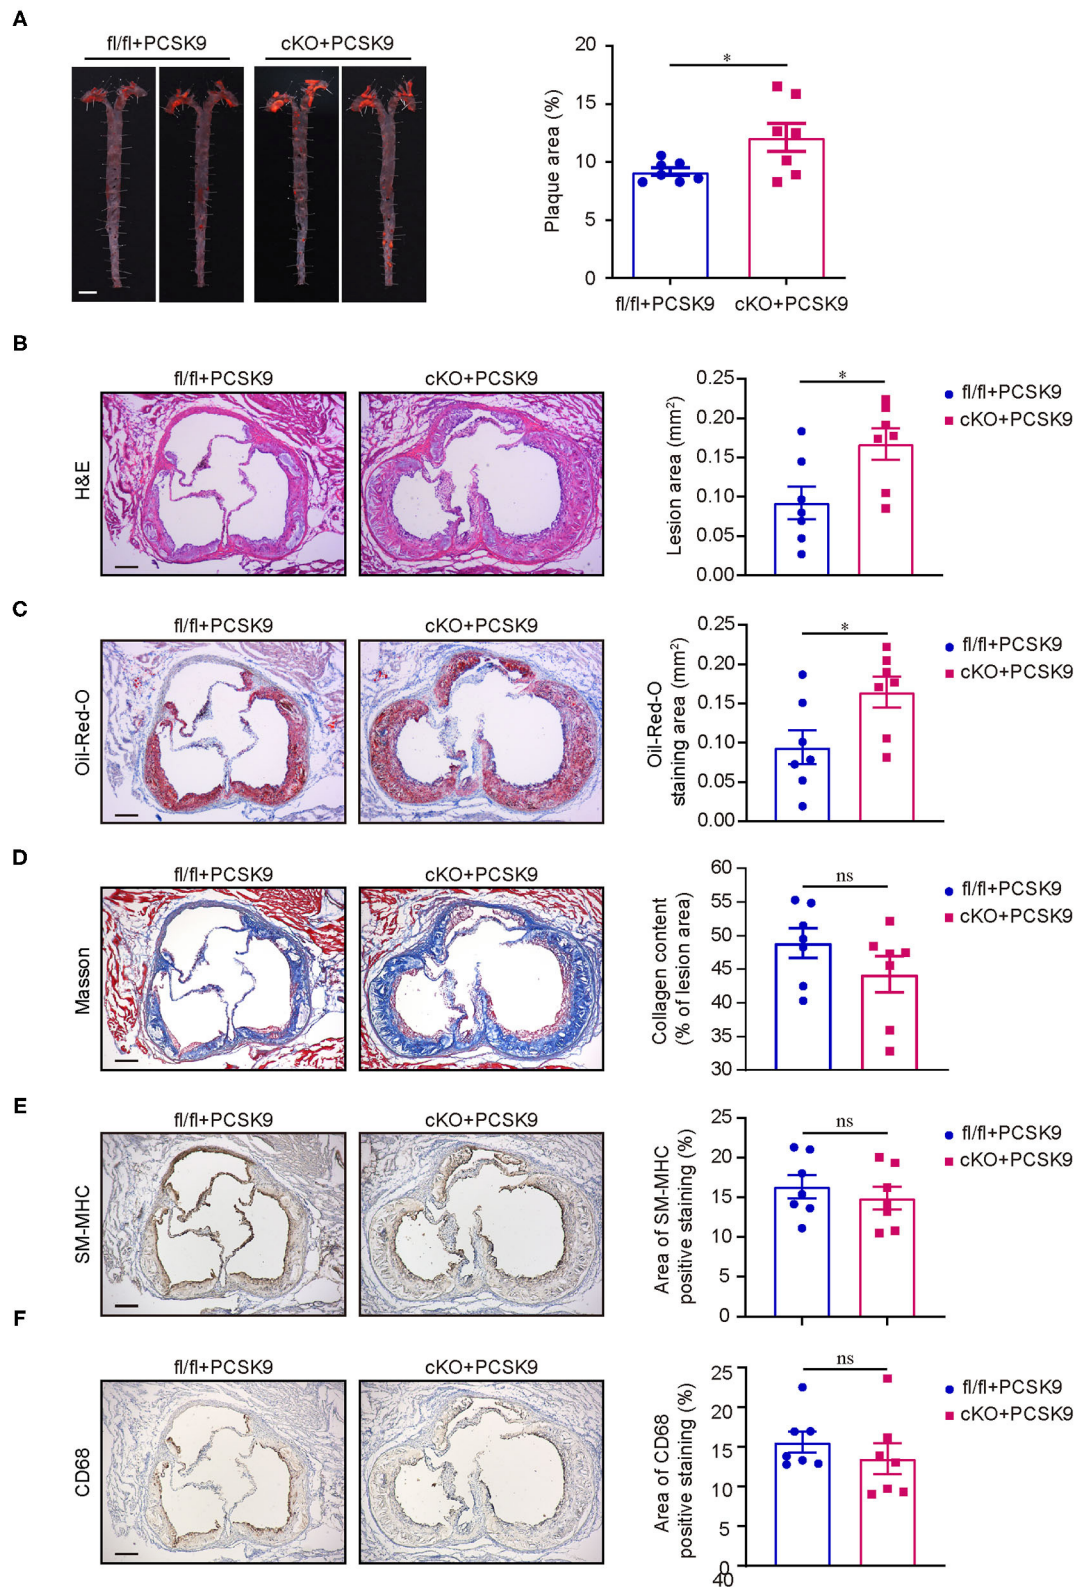 A
fl/fl+PCSK9
cKO+PCSK9
Plaque area (%)
20
15
10
5
0
*
fl/fl+PCSK9
cKO+PCSK9
B
fl/fl+PCSK9
cKO+PCSK9
H&E
Lesion area (mm²)
0.25
0.20
0.15
0.10
0.05
0.00
*
fl/fl+PCSK9
cKO+PCSK9
C
fl/fl+PCSK9
cKO+PCSK9
Oil-Red-O
Oil-Red-O
staining area (mm²)
0.25
0.20
0.15
0.10
0.05
0.00
*
fl/fl+PCSK9
cKO+PCSK9
D
fl/fl+PCSK9
cKO+PCSK9
Masson
Collagen content
(% of lesion area)
60
55
50
45
40
35
30
ns
fl/fl+PCSK9
cKO+PCSK9
E
fl/fl+PCSK9
cKO+PCSK9
SM-MHC
Area of SM-MHC
positive staining (%)
25
20
15
10
5
0
ns
fl/fl+PCSK9
cKO+PCSK9
F
fl/fl+PCSK9
cKO+PCSK9
CD68
Area of CD68
positive staining (%)
25
20
15
10
5
0
40
ns
fl/fl+PCSK9
cKO+PCSK9